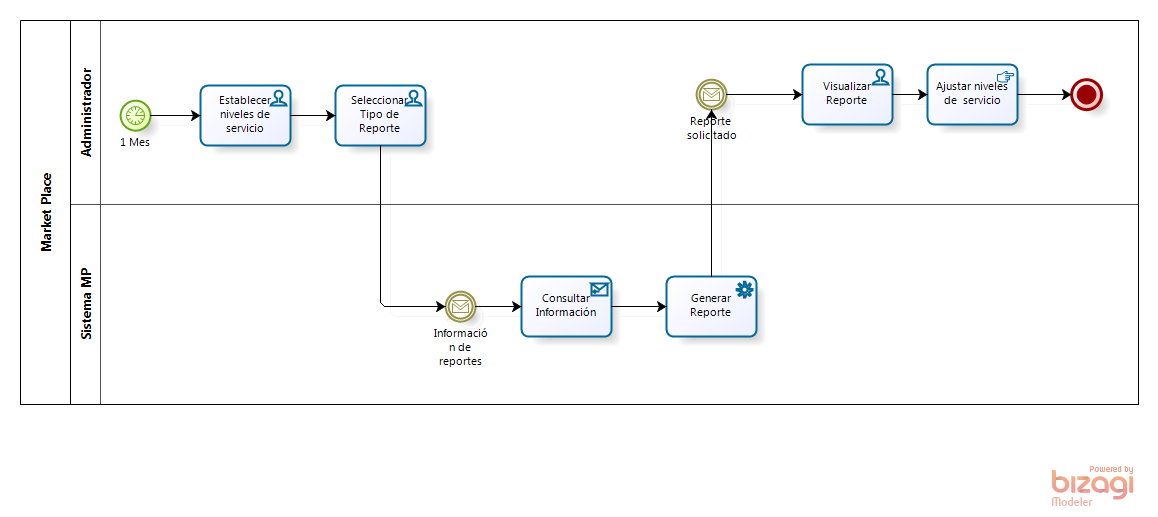 Market Place
Administrador
1 Mes
Establecer
niveles de
servicio
Seleccionar
Tipo de
Reporte
Reporte
solicitado
Visualizar
Reporte
Ajustar niveles
de servicio
Sistema MP
Informació
n de
reportes
Consultar
Información
Generar
Reporte
Powered by
bizagi
Modeler